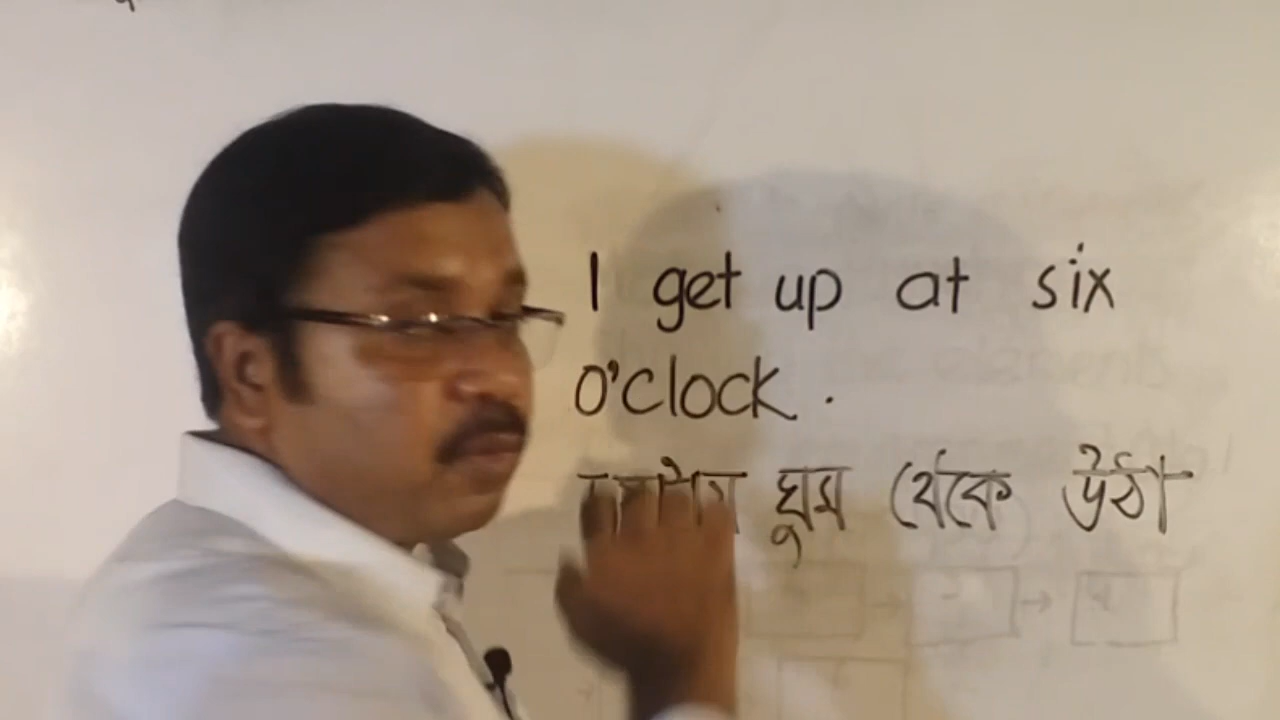 I get up at six
O'clock .
ঘুম থেকে উঠা